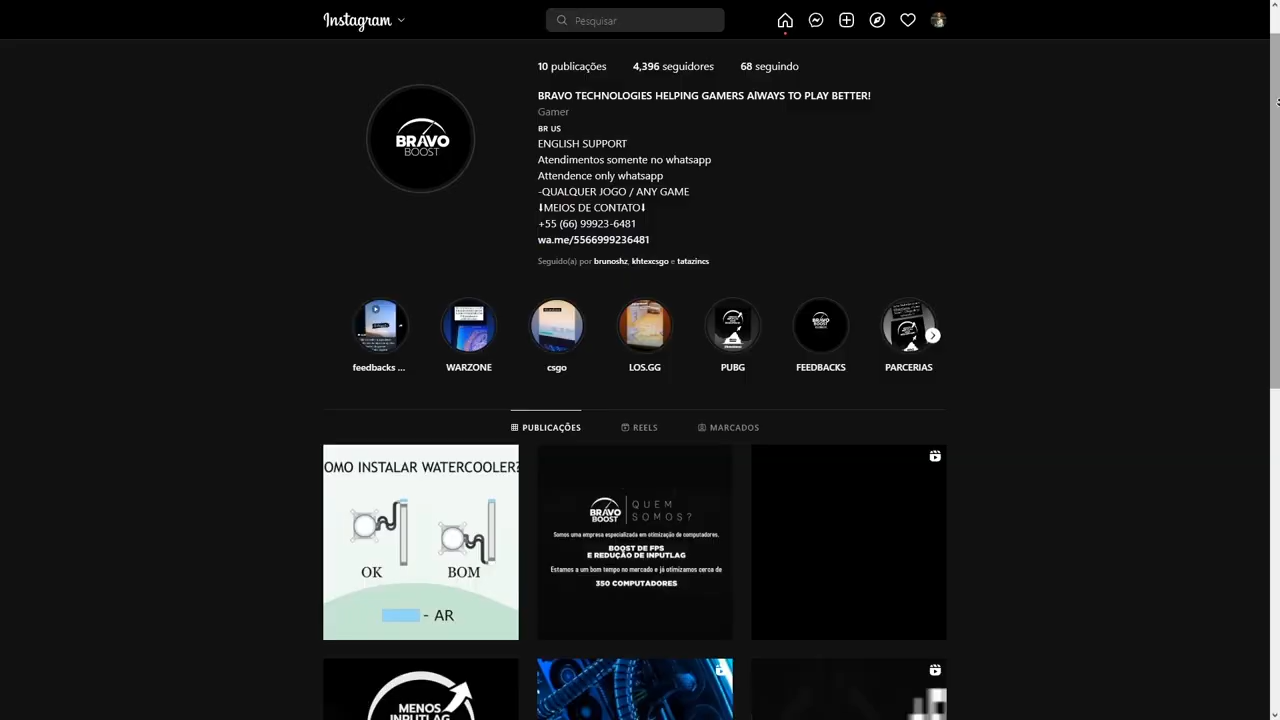 Instagram
Pesquisar
10 publicações 4,396 seguidores 68 seguindo
BRAVO BOOST
BRAVO TECHNOLOGIES HELPING GAMERS AlWAYS TO PLAY BETTER!
Gamer
BR US
ENGLISH SUPPORT
Atendimentos somente no whatsapp
Attendence only whatsapp
-QUALQUER JOGO / ANY GAME
⬇MEIOS DE CONTATO⬇
+55 (66) 99923-6481
wa.me/5566999236481
Seguido(a) por brunoshz, khtexcsgo e tatazincs
feedbacks ... WARZONE csgo LOS.GG PUBG FEEDBACKS PARCERIAS
PUBLICAÇÕES REELS MARCADOS
OMO INSTALAR WATERCOOLER?
OK BOM
- AR
BRAVO BOOST
QUEM
SOMOS?
Somos uma empresa especializada em otimização de computadores.
BOOST DE FPS
E REDUÇÃO DE INPUTLAG
Estamos a um bom tempo no mercado e já otimizamos cerca de
350 COMPUTADORES
MENOS
INPUTLAG